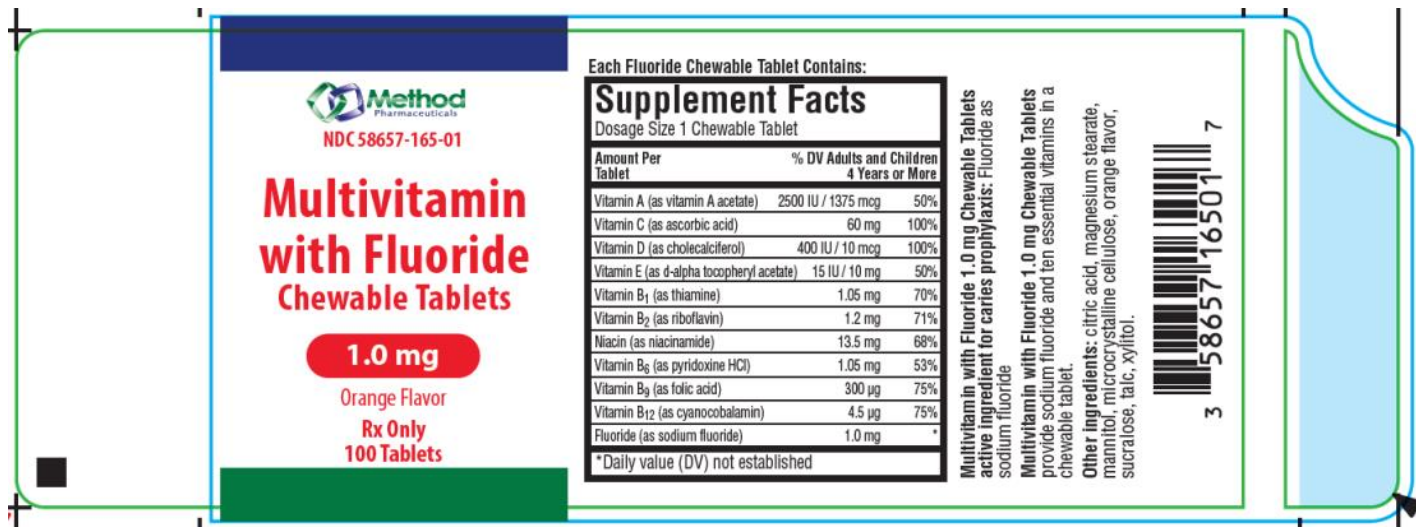 Method
Pharmaceuticals
NDC 58657-165-01
Multivitamin
with Fluoride
Chewable Tablets
1.0 mg
Orange Flavor
Rx Only
100 Tablets
Each Fluoride Chewable Tablet Contains:
Supplement Facts
Dosage Size 1 Chewable Tablet
Amount Per Tablet % DV Adults and Children 4 Years or More
Vitamin A (as vitamin A acetate) 2500 IU / 1375 mcg 50%
Vitamin C (as ascorbic acid) 60 mg 100%
Vitamin D (as cholecalciferol) 400 IU / 10 mcg 100%
Vitamin E (as d-alpha tocopheryl acetate) 15 IU / 10 mg 50%
Vitamin B1 (as thiamine) 1.05 mg 70%
Vitamin B2 (as riboflavin) 1.2 mg 71%
Niacin (as niacinamide) 13.5 mg 68%
Vitamin B6 (as pyridoxine HCl) 1.05 mg 53%
Vitamin B9 (as folic acid) 300 µg 75%
Vitamin B12 (as cyanocobalamin) 4.5 µg 75%
Fluoride (as sodium fluoride) 1.0 mg *
*Daily value (DV) not established
Multivitamin with Fluoride 1.0 mg Chewable Tablets
active ingredient for caries prophylaxis: Fluoride as
sodium fluoride
Multivitamin with Fluoride 1.0 mg Chewable Tablets
provide sodium fluoride and ten essential vitamins in a
chewable tablet.
Other ingredients: citric acid, magnesium stearate,
mannitol, microcrystalline cellulose, orange flavor,
sucralose, talc, xylitol.
3 58657 16501 7